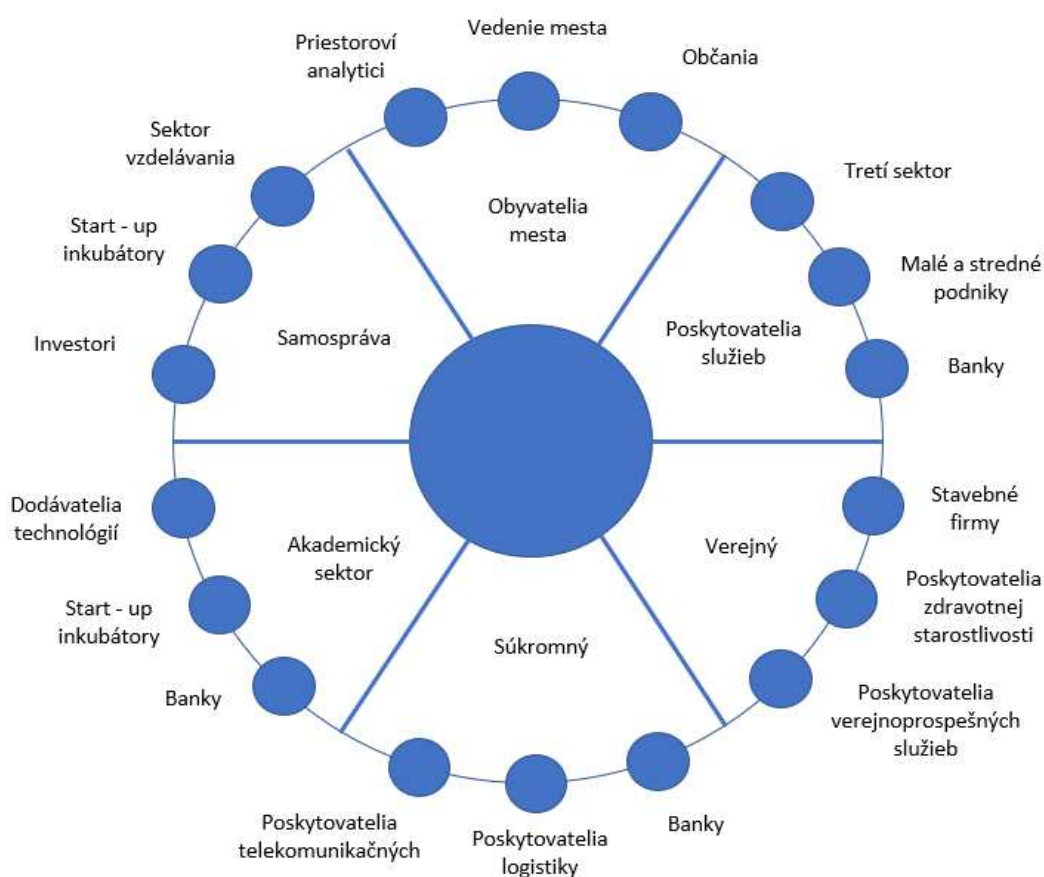 Vedenie mesta
Priestoroví
analytici
Občania
Sektor
vzdelávania
Tretí sektor
Obyvatelia
mesta
Start - up
inkubátory
Malé a stredné
podniky
Investori
Samospráva
Poskytovatelia
služieb
Banky
Dodávatelia
technológií
Akademický
sektor
Verejný
Stavebné
firmy
Start - up
inkubátory
Poskytovatelia
zdravotnej
starostlivosti
Súkromný
Banky
Poskytovatelia
verejnoprospešných
služieb
Poskytovatelia
telekomunikačných
Poskytovatelia
logistiky
Banky